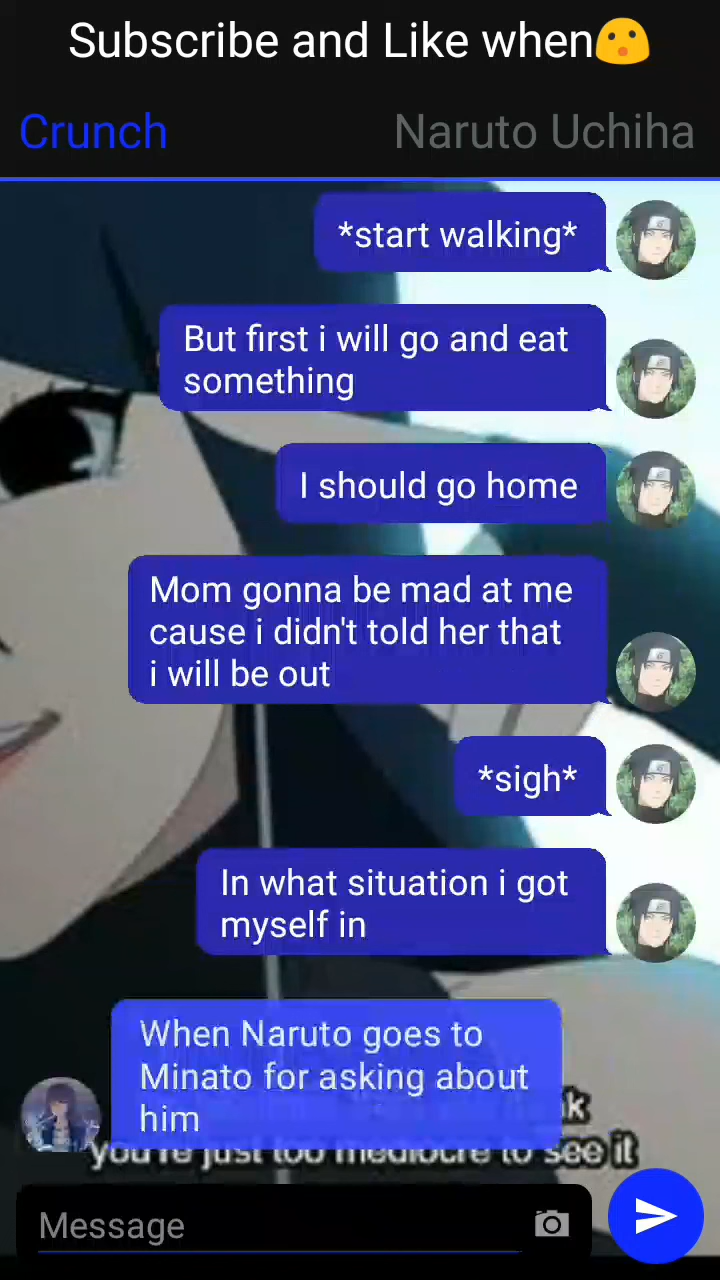 Subscribe and Like when😮
Crunch
Naruto Uchiha
*start walking*
But first i will go and eat
something
I should go home
Mom gonna be mad at me
cause i didn't told her that
i will be out
*sigh*
In what situation i got
myself in
When Naruto goes to
Minato for asking about
him
you're just too mediocre to see it
Message